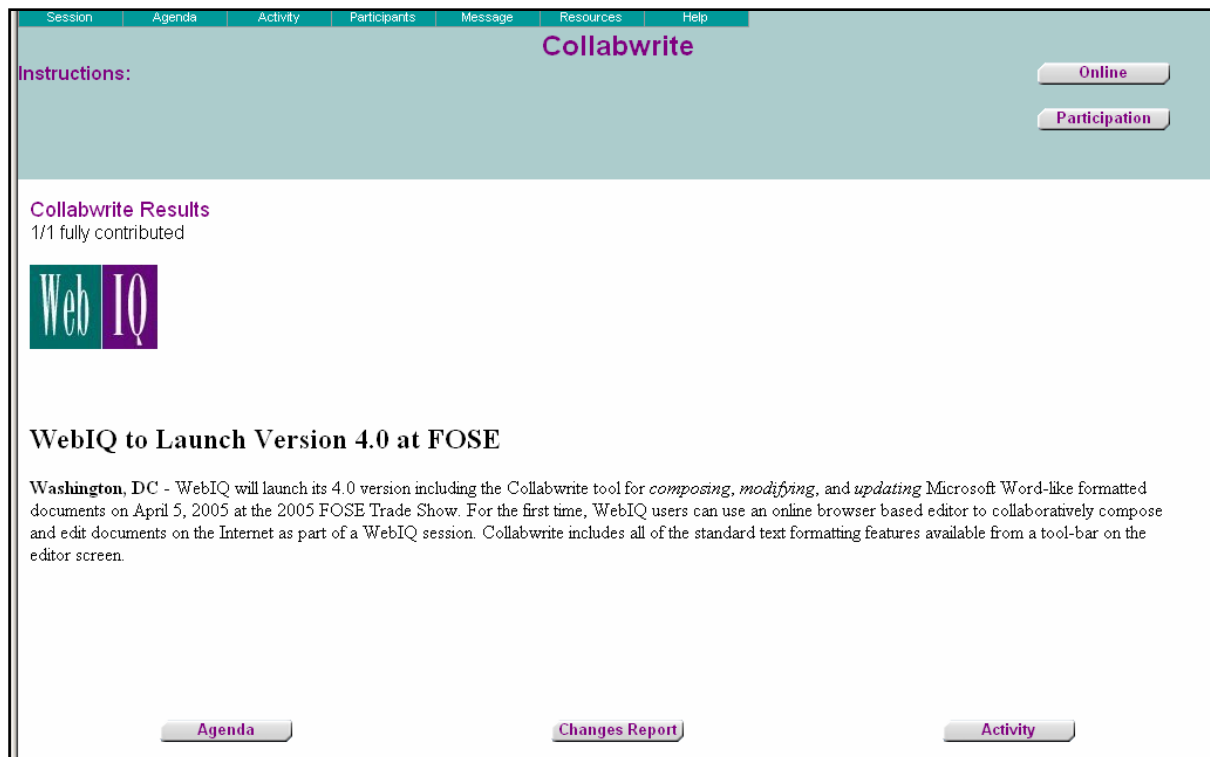 Session Agenda Activity Participants Message Resources Help
Collabwrite
Instructions:
Online
Participation
Collabwrite Results
1/1 fully contributed
Web IQ
WebIQ to Launch Version 4.0 at FOSE
Washington, DC - WebIQ will launch its 4.0 version including the Collabwrite tool for composing, modifying, and updating Microsoft Word-like formatted
documents on April 5, 2005 at the 2005 FOSE Trade Show. For the first time, WebIQ users can use an online browser based editor to collaboratively compose
and edit documents on the Internet as part of a WebIQ session. Collabwrite includes all of the standard text formatting features available from a tool-bar on the
editor screen.
Agenda Changes Report Activity